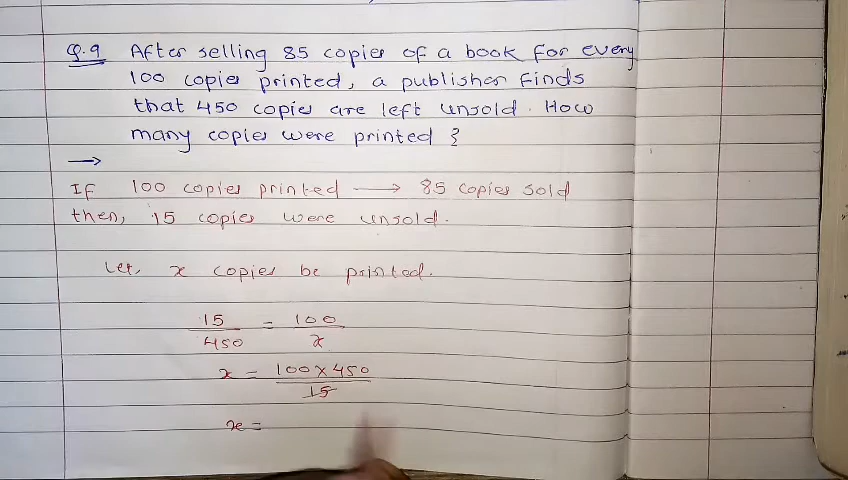 Q.9 After selling 85 copies of a book for every
100 copies printed, a publisher finds
that 450 copies are left unsold. How
many copies were printed ?
→
If 100 copies printed → 85 copies sold
then, 15 copies were unsold.
Let, x copies be printed.
15/450 = 100/x
x = 100 x 450/15
x =